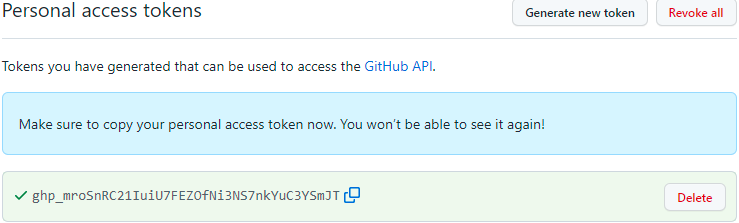 Personal access tokens
Generate new token
Revoke all
Tokens you have generated that can be used to access the GitHub API.
Make sure to copy your personal access token now. You won't be able to see it again!
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
Delete